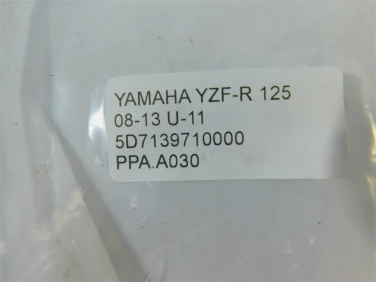 YAMAHA YZF-R 125
08-13 U-11
5D7139710000
PPA.A030